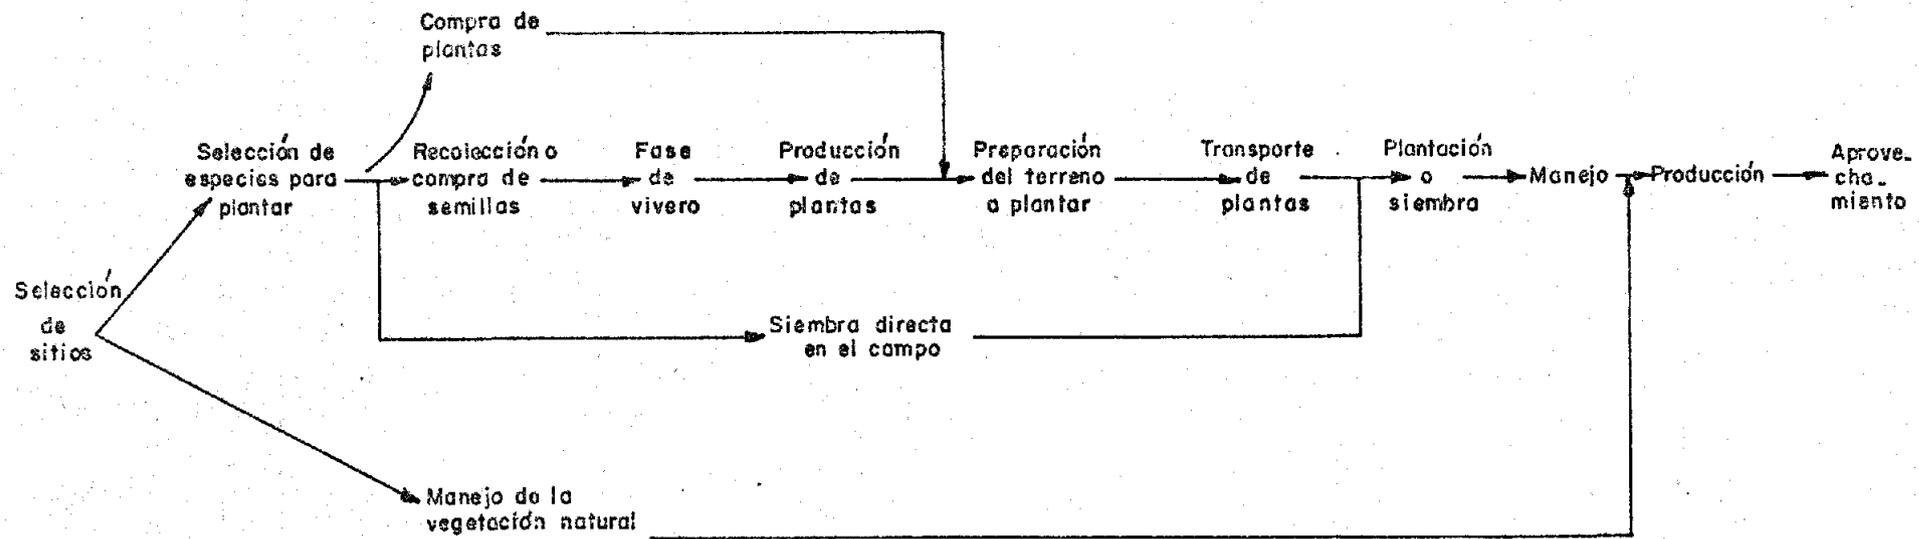 Compra de
plantas
Selección de
especies para
plantar
Recolección o
compra de
semillas
Fase
de
vivero
Producción
de
plantas
Preparación
del terreno
a plantar
Transporte
de
plantas
Plantación
o
siembra
Manejo
Producción
Aprove-
cha-
miento
Selección
de
sitios
Siembra directa
en el campo
Manejo de la
vegetación natural